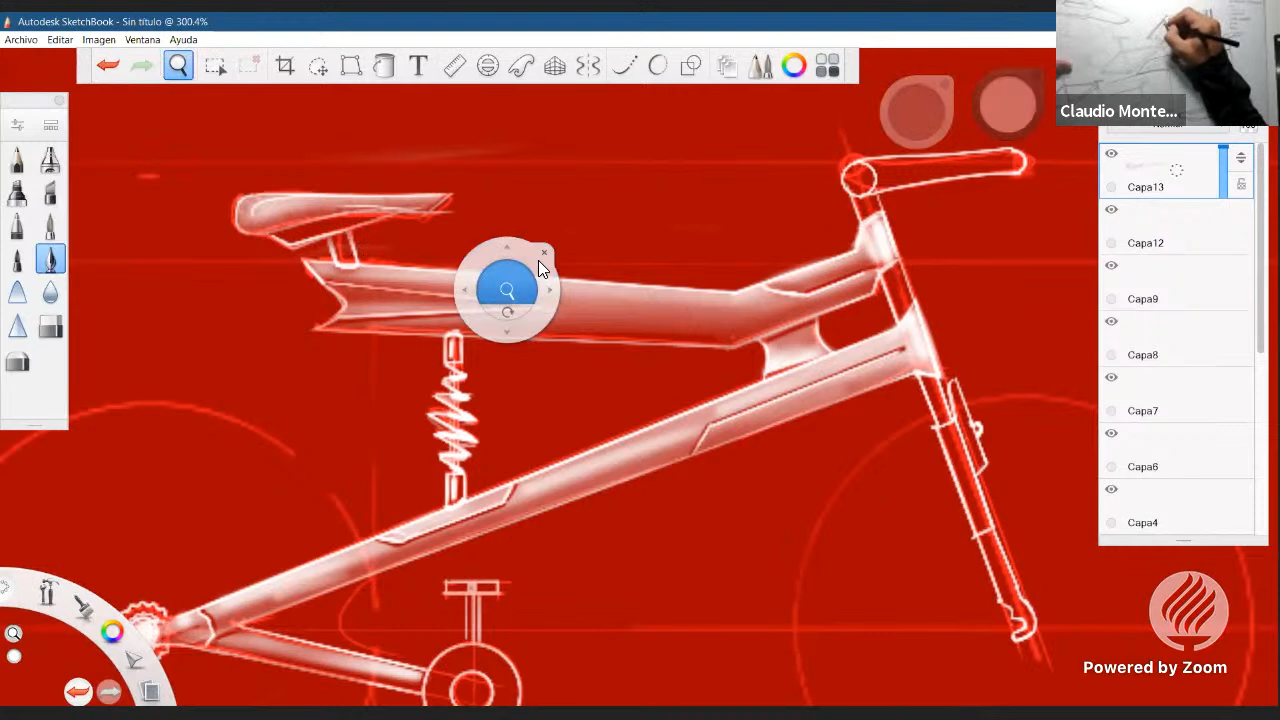 Autodesk SketchBook - Sin título @ 300.4%
Archivo Editar Imagen Ventana Ayuda
T
Claudio Monte...
Capa13
Capa12
Capa9
Capa8
Capa7
Capa6
Capa4
Powered by Zoom